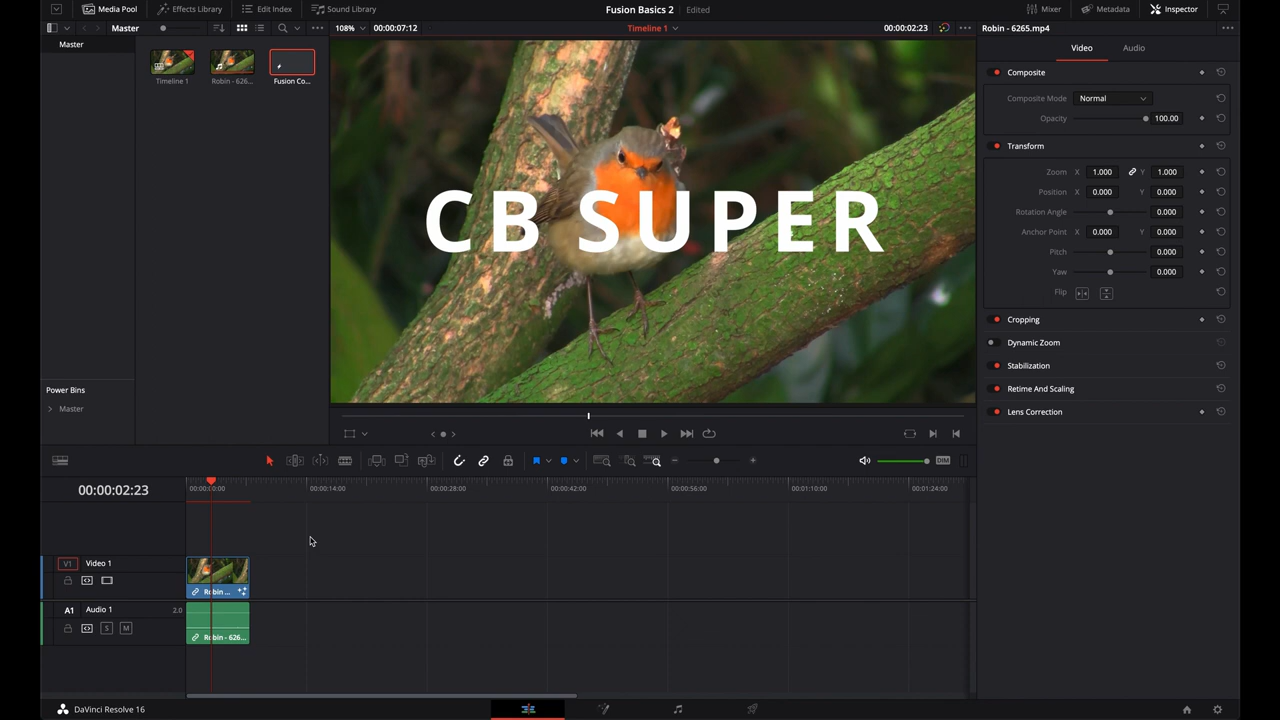 Media Pool
Effects Library
Edit Index
Sound Library
Fusion Basics 2
Edited
Mixer
Metadata
Inspector
Master
108%
00:00:07:12
Timeline 1
00:00:02:23
Robin - 6265.mp4
Master
Timeline 1
Robin - 626...
Fusion Co...
Power Bins
Master
CB SUPER
Video
Audio
Composite
Composite Mode
Normal
Opacity
100.00
Transform
Zoom X 1.000 Y 1.000
Position X 0.000 Y 0.000
Rotation Angle 0.000
Anchor Point X 0.000 Y 0.000
Pitch 0.000
Yaw 0.000
Flip
Cropping
Dynamic Zoom
Stabilization
Retime And Scaling
Lens Correction
DIM
00:00:02:23
00:00:00:00
00:00:14:00
00:00:28:00
00:00:42:00
00:00:56:00
00:01:10:00
00:01:24:00
V1
Video 1
Robin ...
A1
Audio 1
2.0
S
M
Robin - 626...
DaVinci Resolve 16